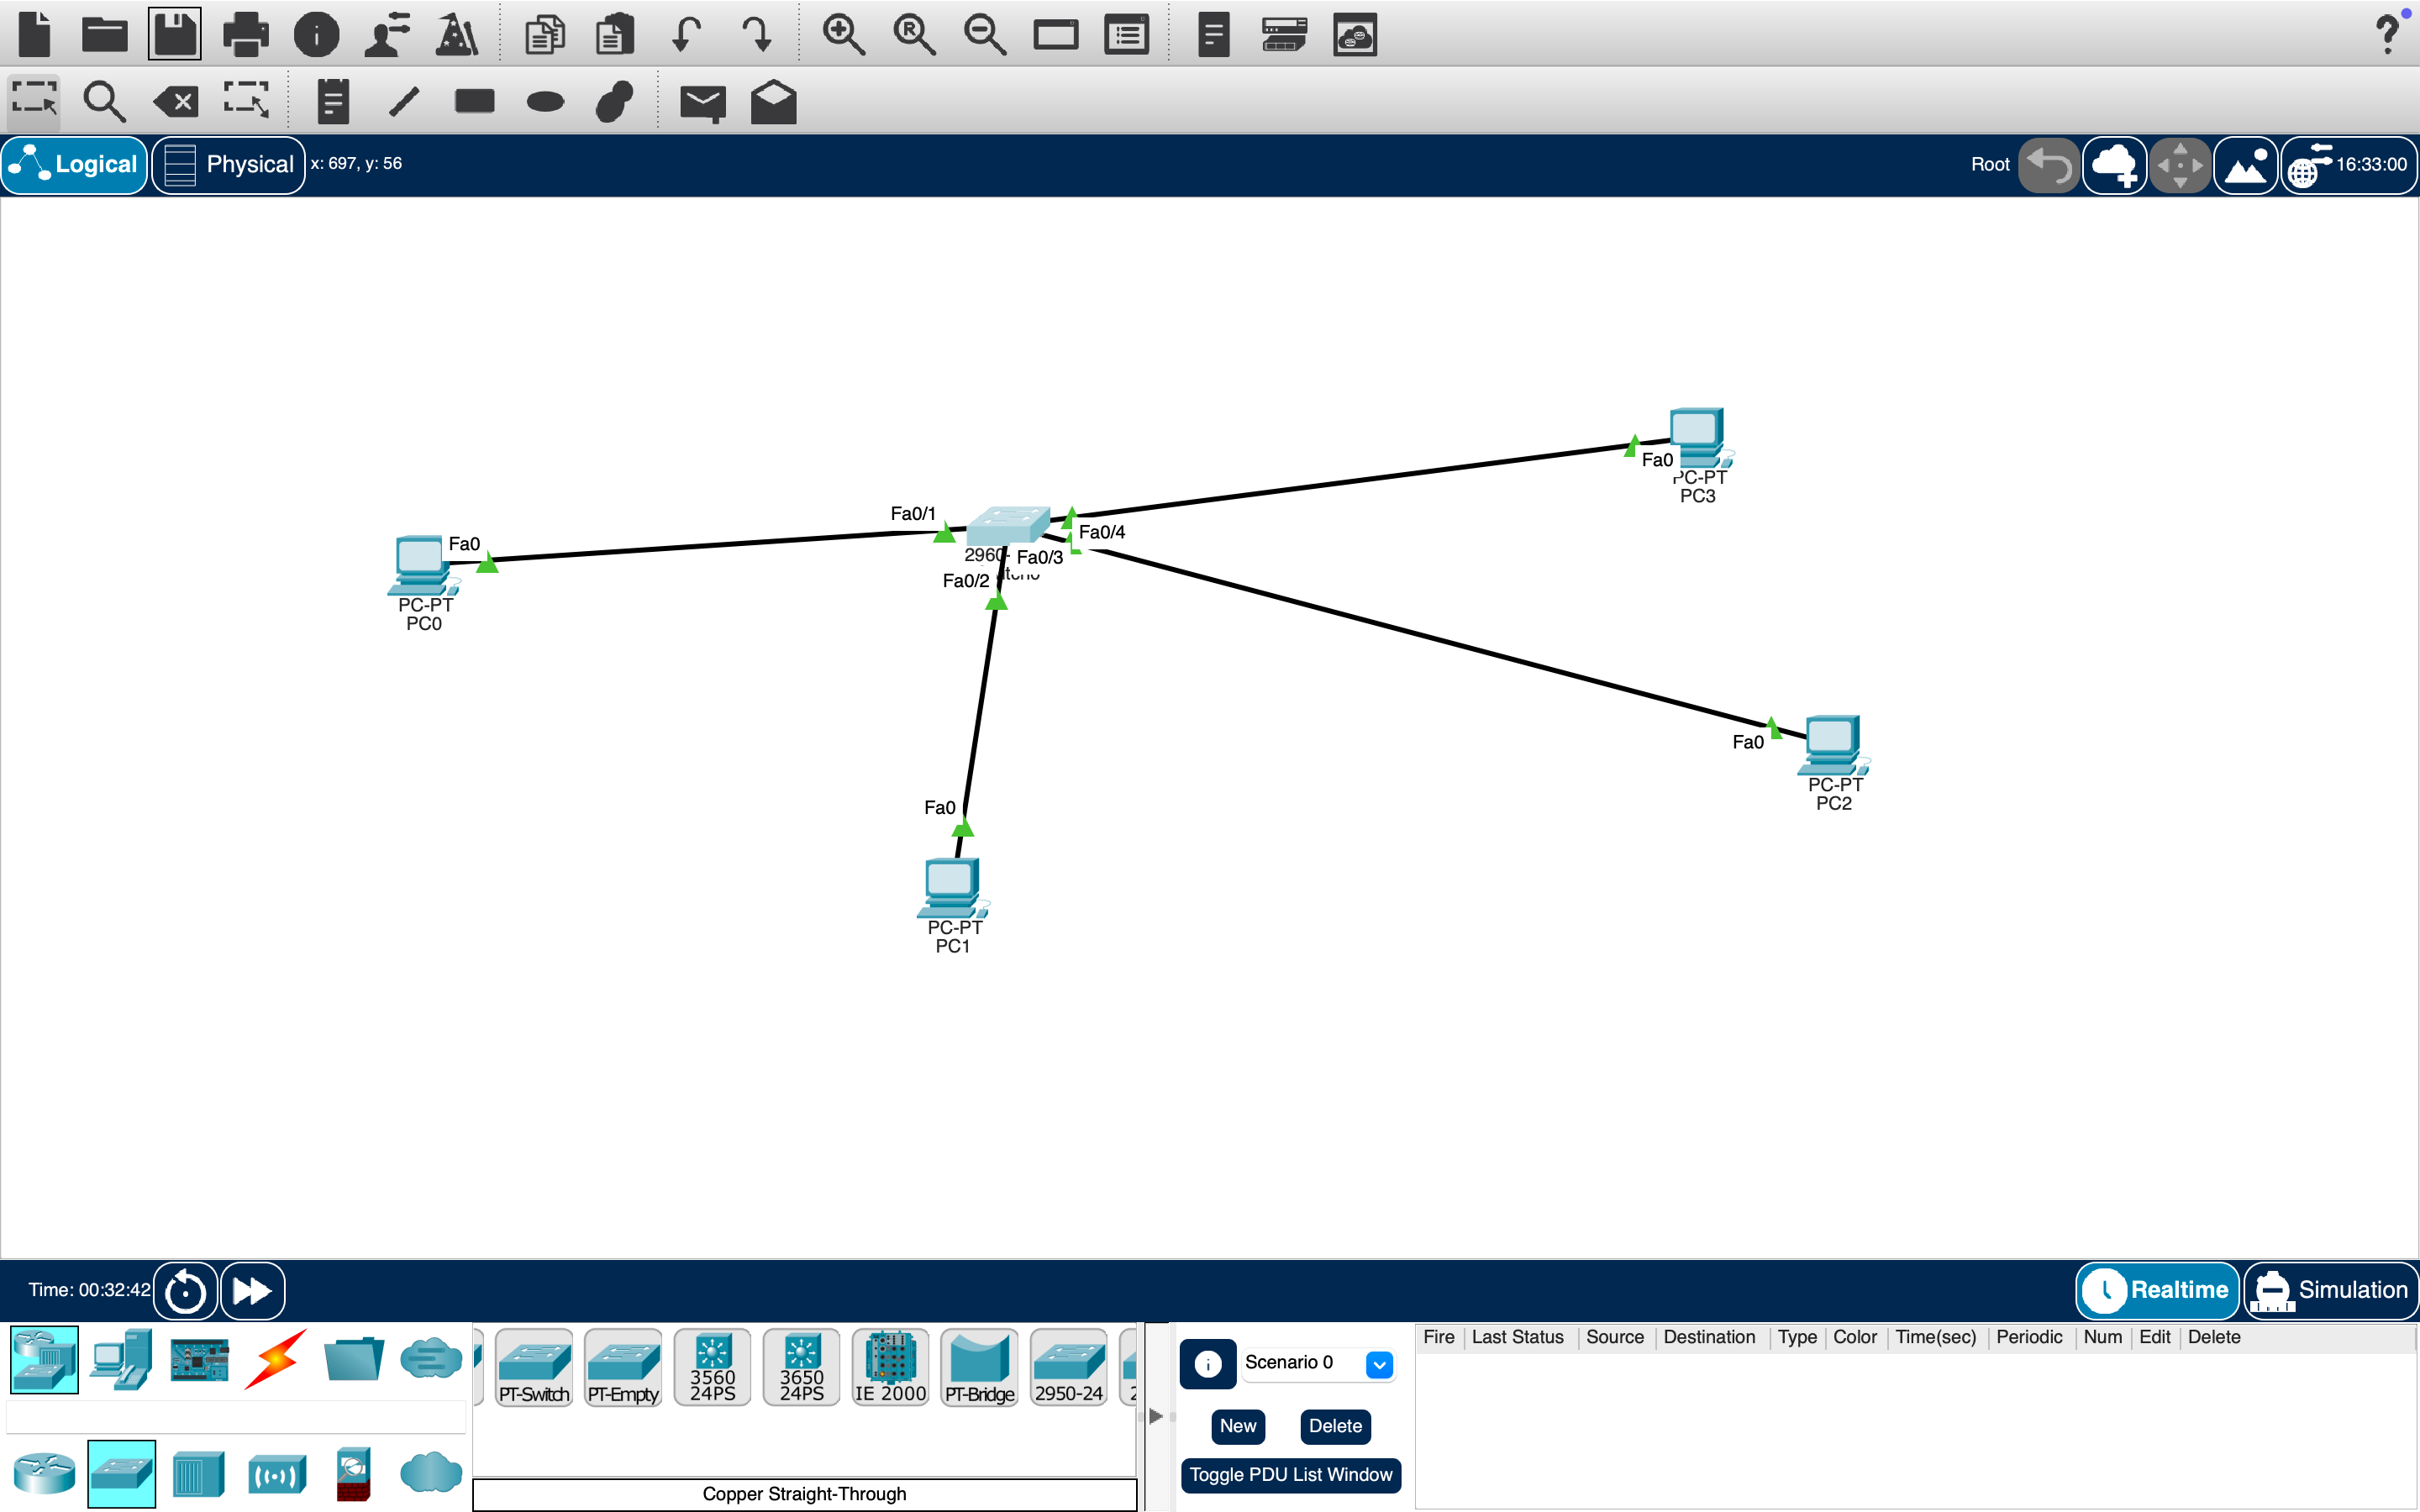 Logical
Physical
x: 697, y: 56
Root
16:33:00
Fa0
PC-PT
PC3
Fa0/1
Fa0/4
Fa0
2960-
Fa0/3
Fa0/2
PC-PT
PC0
Fa0
PC-PT
PC2
Fa0
PC-PT
PC1
Time: 00:32:42
Realtime
Simulation
PT-Switch
PT-Empty
3560
24PS
3650
24PS
IE 2000
PT-Bridge
2950-24
Copper Straight-Through
Scenario 0
New
Delete
Toggle PDU List Window
Fire Last Status Source Destination Type Color Time(sec) Periodic Num Edit Delete